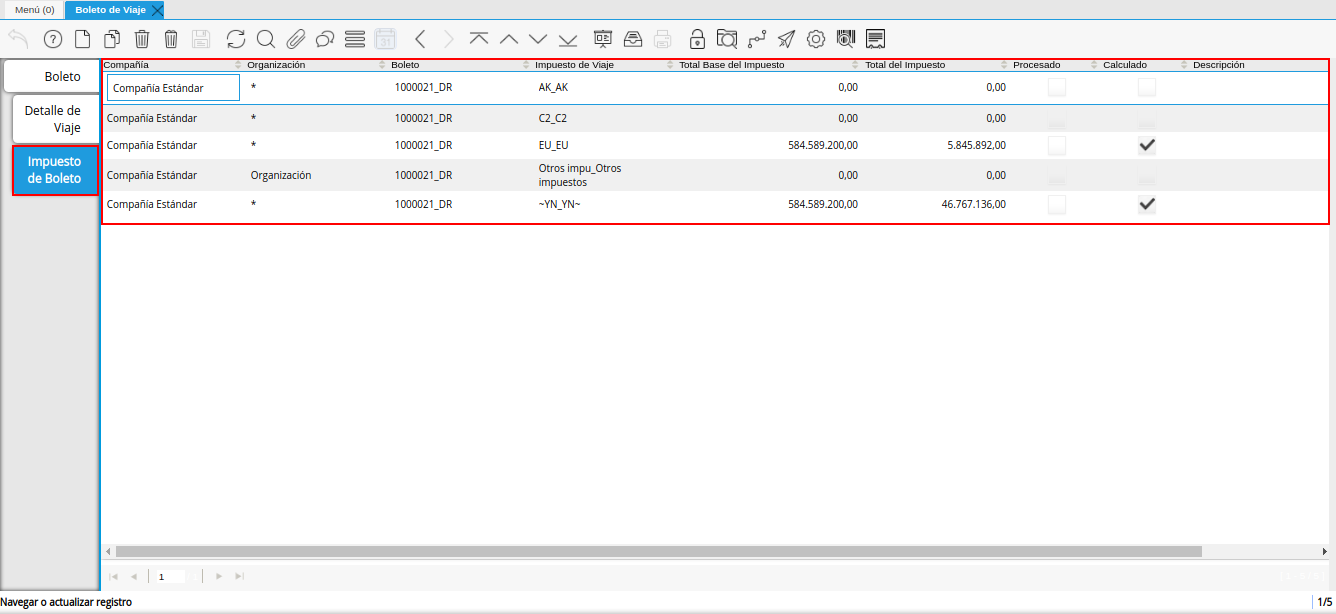 Menú (0)
Boleto de Viaje
31
Boleto
Detalle de
Viaje
Impuesto
de Boleto
Compañía Organización Boleto Impuesto de Viaje Total Base del Impuesto Total del Impuesto Procesado Calculado Descripción
Compañía Estándar * 1000021_DR AK_AK 0,00 0,00
Compañía Estándar * 1000021_DR C2_C2 0,00 0,00
Compañía Estándar * 1000021_DR EU_EU 584.589.200,00 5.845.892,00
Compañía Estándar Organización 1000021_DR Otros impu_Otros
impuestos 0,00 0,00
Compañía Estándar * 1000021_DR ~YN_YN~ 584.589.200,00 46.767.136,00
1
Navegar o actualizar registro
1/5